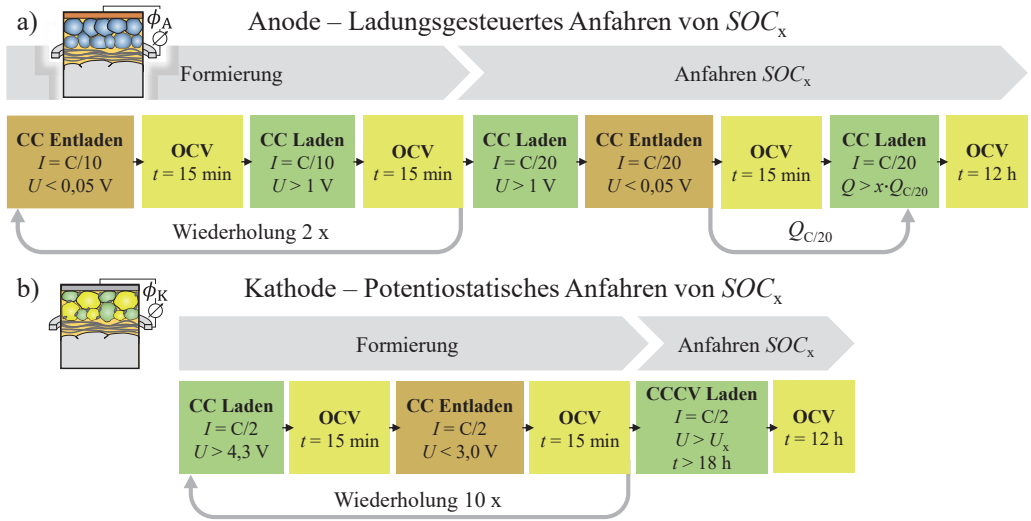 a)
ϕA
Anode – Ladungsgesteuertes Anfahren von SOCx
Formierung
Anfahren SOCx
CC Entladen
I = C/10
U < 0,05 V
OCV
t = 15 min
CC Laden
I = C/10
U > 1 V
OCV
t = 15 min
CC Laden
I = C/20
U > 1 V
CC Entladen
I = C/20
U < 0,05 V
OCV
t = 15 min
CC Laden
I = C/20
Q > x·QC/20
OCV
t = 12 h
Wiederholung 2 x
QC/20
b)
ϕK
Kathode – Potentiostatisches Anfahren von SOCx
Formierung
Anfahren SOCx
CC Laden
I = C/2
U > 4,3 V
OCV
t = 15 min
CC Entladen
I = C/2
U < 3,0 V
OCV
t = 15 min
CCCV Laden
I = C/2
U > Ux
t > 18 h
OCV
t = 12 h
Wiederholung 10 x